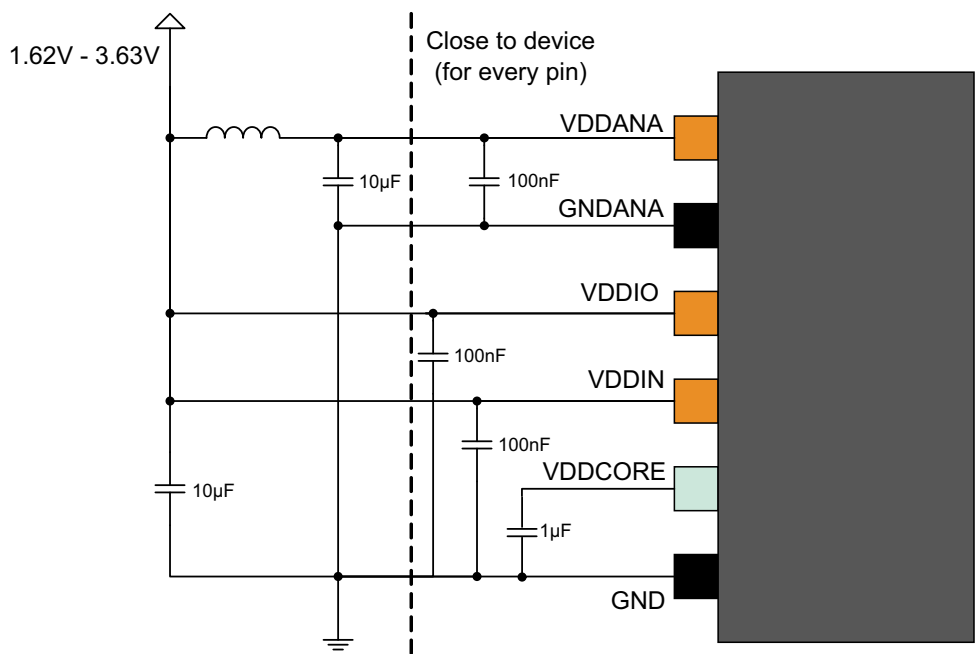 1.62V - 3.63V
Close to device
(for every pin)
VDDANA
10µF
100nF
GNDANA
VDDIO
100nF
VDDIN
100nF
VDDCORE
10µF
1µF
GND